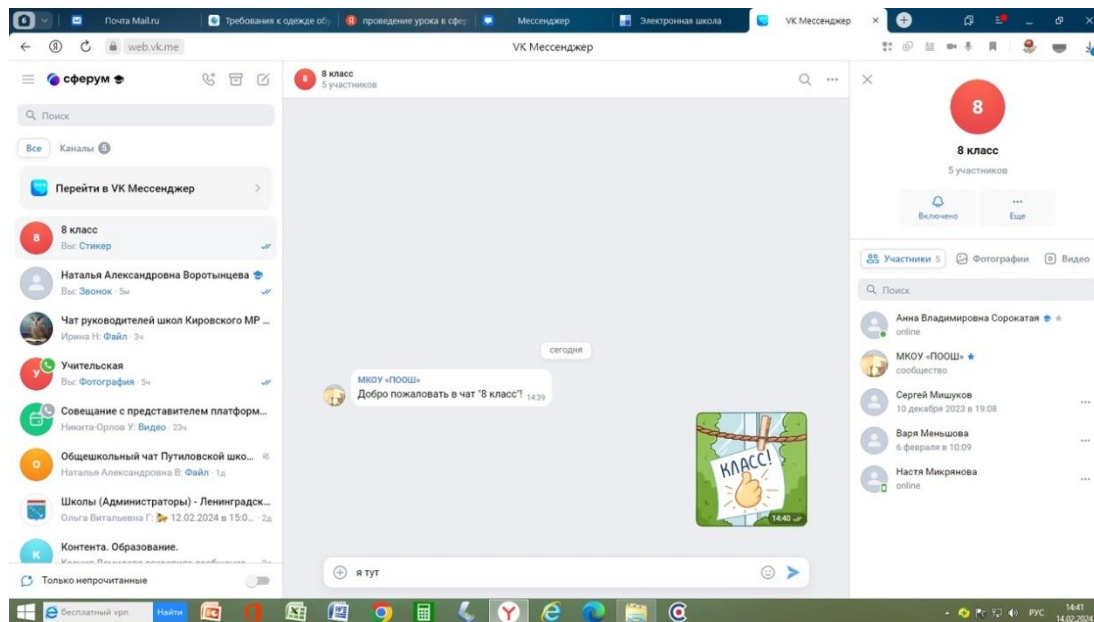 6
Почта Mail.ru
Требования к одежде обу
проведение урока в сфер
Мессенджер
Электронная школа
VK Мессенджер
web.vk.me
VK Мессенджер
сферум
Поиск
Все
Каналы 5
Перейти в VK Мессенджер
8
8 класс
Вы: Стикер
Наталья Александровна Воротынцева
Вы: Звонок · 5м
Чат руководителей школ Кировского МР ...
Ирина Н: Файл · 3ч
У
Учительская
Вы: Фотография · 5ч
Совещание с представителем платформ...
Никита-Орлов У: Видео · 23ч
О
Общешкольный чат Путиловской шко...
Наталья Александровна В: Файл · 1д
Школы (Администраторы) - Ленинградск...
Ольга Витальевна Г: 12.02.2024 в 15:0... · 2д
К
Контента. Образование.
Только непрочитанные
8
8 класс
5 участников
сегодня
МКОУ «ПООШ»
Добро пожаловать в чат "8 класс"! 14:39
КЛАСС!
14:40
я тут
8
8 класс
5 участников
Включено
Еще
Участники 5
Фотографии
Видео
Поиск
Анна Владимировна Сорокатая
online
МКОУ «ПООШ»
сообщество
Сергей Мишуков
10 декабря 2023 в 19:08
Варя Меньшова
6 февраля в 10:09
Настя Микрянова
online
бесплатный vpn
Найти
РУС
14:41
14.02.2024